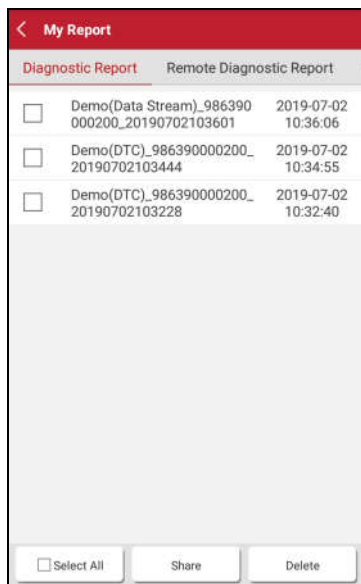 My Report
Diagnostic Report
Remote Diagnostic Report
Demo(Data Stream)_986390
000200_20190702103601
2019-07-02
10:36:06
Demo(DTC)_986390000200_
20190702103444
2019-07-02
10:34:55
Demo(DTC)_986390000200_
20190702103228
2019-07-02
10:32:40
Select All
Share
Delete